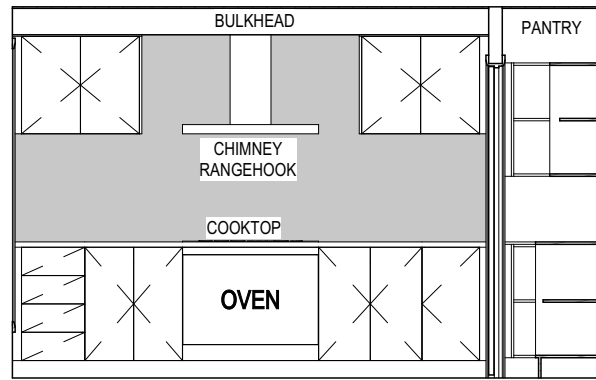 BULKHEAD
PANTRY
CHIMNEY
RANGEHOOK
COOKTOP
OVEN